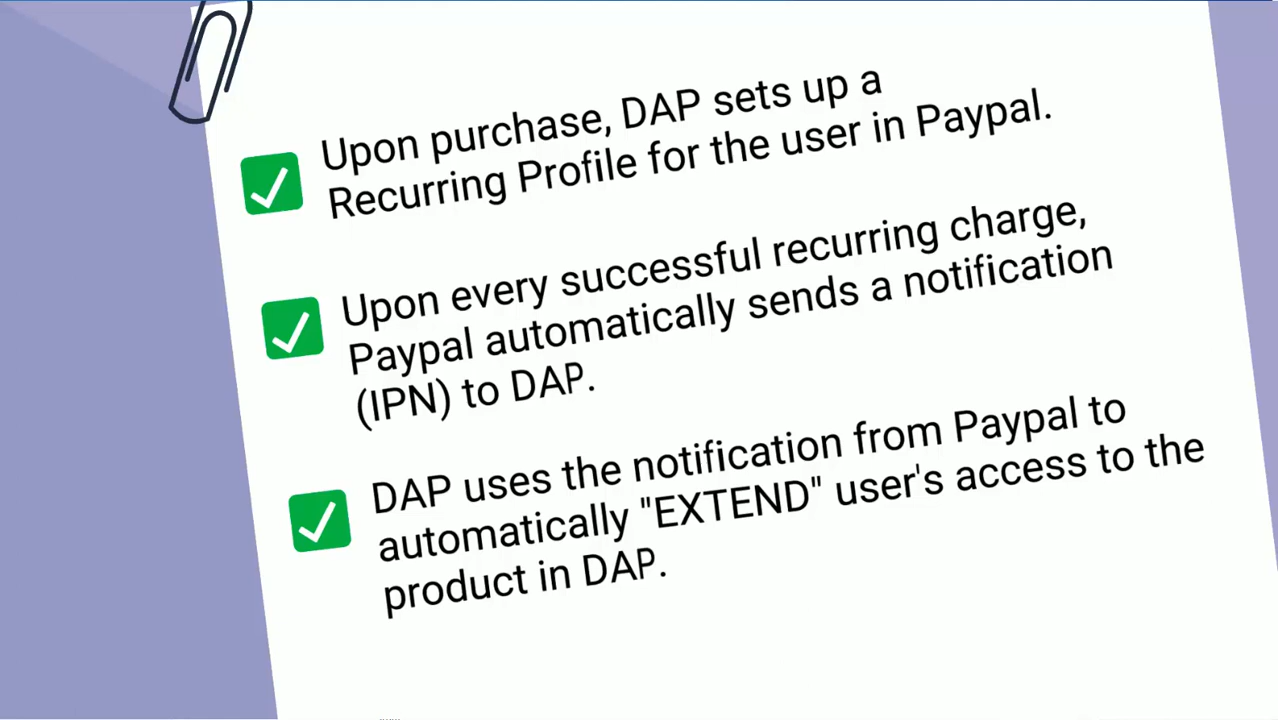 Upon purchase, DAP sets up a
Recurring Profile for the user in Paypal.
Upon every successful recurring charge,
Paypal automatically sends a notification
(IPN) to DAP.
DAP uses the notification from Paypal to
automatically "EXTEND" user's access to the
product in DAP.